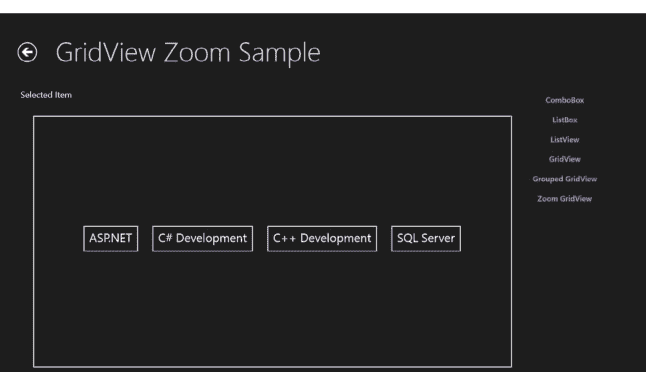 GridView Zoom Sample
Selected Item
ComboBox
ListBox
ListView
GridView
Grouped GridView
Zoom GridView
ASP.NET C# Development C++ Development SQL Server